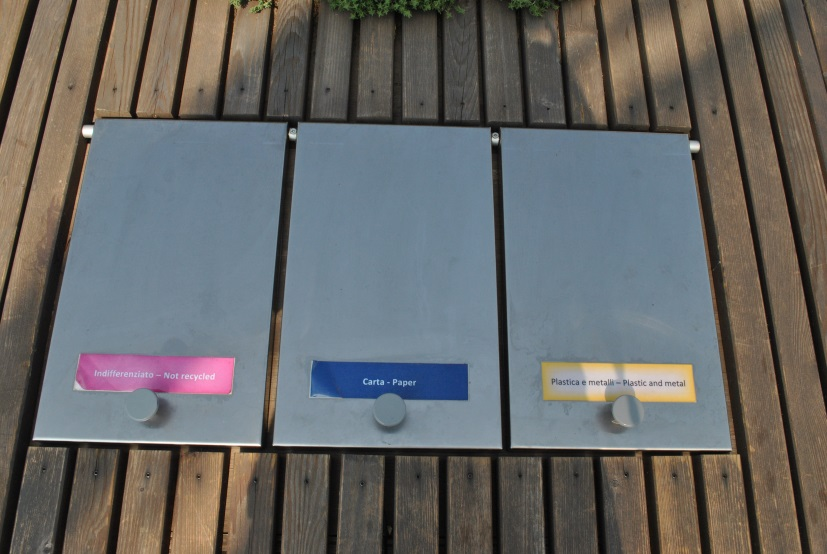 Indifferenziato – Not recycled
Carta - Paper
Plastica e metalli – Plastic and metal